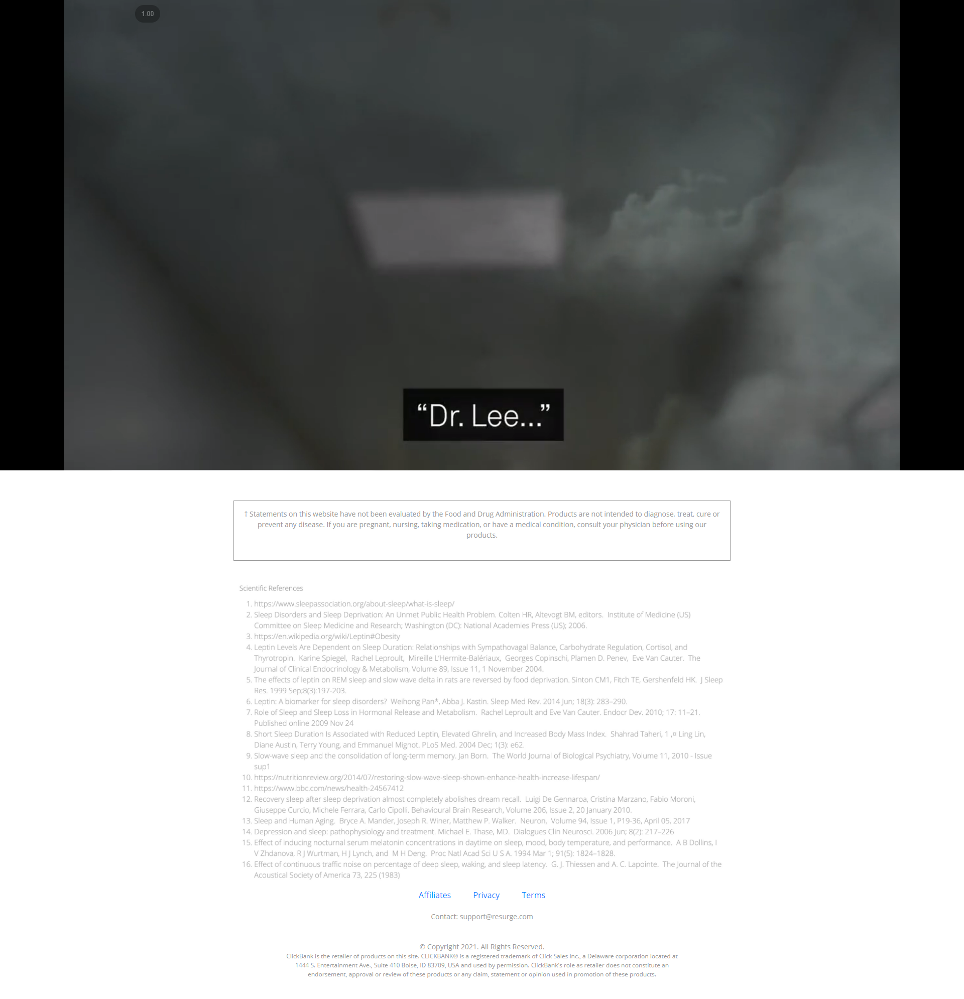 1.00
“Dr. Lee...”
† Statements on this website have not been evaluated by the Food and Drug Administration. Products are not intended to diagnose, treat, cure or
prevent any disease. If you are pregnant, nursing, taking medication, or have a medical condition, consult your physician before using our
products.
Scientific References
1. https://www.sleepassociation.org/about-sleep/what-is-sleep/
2. Sleep Disorders and Sleep Deprivation: An Unmet Public Health Problem. Colten HR, Altevogt BM, editors.  Institute of Medicine (US)
Committee on Sleep Medicine and Research; Washington (DC): National Academies Press (US); 2006.
3. https://en.wikipedia.org/wiki/Leptin#Obesity
4. Leptin Levels Are Dependent on Sleep Duration: Relationships with Sympathovagal Balance, Carbohydrate Regulation, Cortisol, and
Thyrotropin.  Karine Spiegel,  Rachel Leproult,  Mireille L’Hermite-Balériaux,  Georges Copinschi, Plamen D. Penev,  Eve Van Cauter.  The
Journal of Clinical Endocrinology & Metabolism, Volume 89, Issue 11, 1 November 2004.
5. The effects of leptin on REM sleep and slow wave delta in rats are reversed by food deprivation. Sinton CM1, Fitch TE, Gershenfeld HK.  J Sleep
Res. 1999 Sep;8(3):197-203.
6. Leptin: A biomarker for sleep disorders?  Weihong Pan*, Abba J. Kastin. Sleep Med Rev. 2014 Jun; 18(3): 283–290.
7. Role of Sleep and Sleep Loss in Hormonal Release and Metabolism.  Rachel Leproult and Eve Van Cauter. Endocr Dev. 2010; 17: 11–21.
Published online 2009 Nov 24
8. Short Sleep Duration Is Associated with Reduced Leptin, Elevated Ghrelin, and Increased Body Mass Index.  Shahrad Taheri, 1 ,¤ Ling Lin,
Diane Austin, Terry Young, and Emmanuel Mignot. PLoS Med. 2004 Dec; 1(3): e62.
9. Slow-wave sleep and the consolidation of long-term memory. Jan Born.  The World Journal of Biological Psychiatry, Volume 11, 2010 - Issue
sup1
10. https://nutritionreview.org/2014/07/restoring-slow-wave-sleep-shown-enhance-health-increase-lifespan/
11. https://www.bbc.com/news/health-24567412
12. Recovery sleep after sleep deprivation almost completely abolishes dream recall.  Luigi De Gennaroa, Cristina Marzano, Fabio Moroni,
Giuseppe Curcio, Michele Ferrara, Carlo Cipolli. Behavioural Brain Research, Volume 206, Issue 2, 20 January 2010.
13. Sleep and Human Aging.  Bryce A. Mander, Joseph R. Winer, Matthew P. Walker.  Neuron,  Volume 94, Issue 1, P19-36, April 05, 2017
14. Depression and sleep: pathophysiology and treatment. Michael E. Thase, MD.  Dialogues Clin Neurosci. 2006 Jun; 8(2): 217–226
15. Effect of inducing nocturnal serum melatonin concentrations in daytime on sleep, mood, body temperature, and performance.  A B Dollins, I
V Zhdanova, R J Wurtman, H J Lynch, and  M H Deng.  Proc Natl Acad Sci U S A. 1994 Mar 1; 91(5): 1824–1828.
16. Effect of continuous traffic noise on percentage of deep sleep, waking, and sleep latency.  G. J. Thiessen and A. C. Lapointe.  The Journal of the
Acoustical Society of America 73, 225 (1983)
Affiliates Privacy Terms
Contact: support@resurge.com
© Copyright 2021. All Rights Reserved.
ClickBank is the retailer of products on this site. CLICKBANK® is a registered trademark of Click Sales Inc., a Delaware corporation located at
1444 S. Entertainment Ave., Suite 410 Boise, ID 83709, USA and used by permission. ClickBank's role as retailer does not constitute an
endorsement, approval or review of these products or any claim, statement or opinion used in promotion of these products.